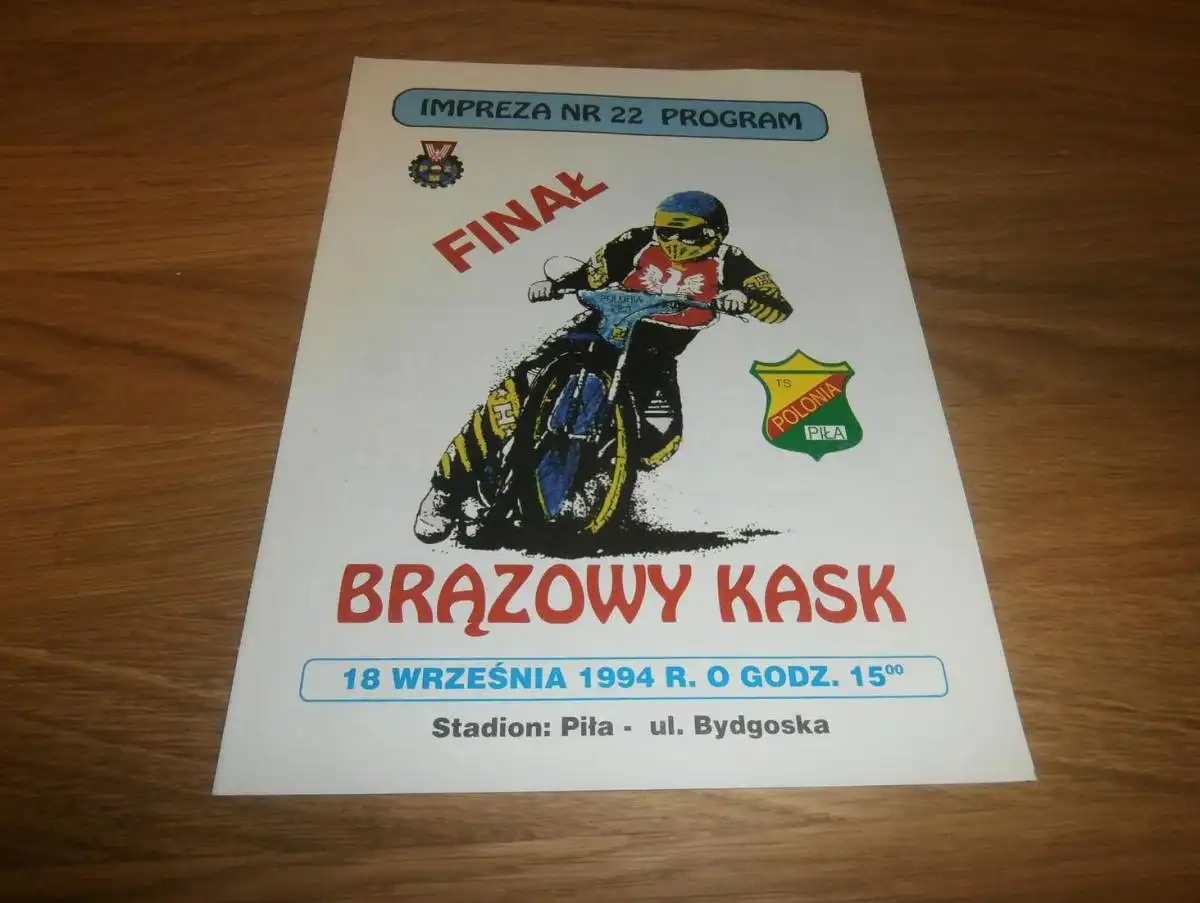 IMPREZA NR 22 PROGRAM
FINAŁ
POLONIA
PIŁA
TS
POLONIA
PIŁA
H
BRĄZOWY KASK
18 WRZEŚNIA 1994 R. O GODZ. 15⁰⁰
Stadion: Piła - ul. Bydgoska